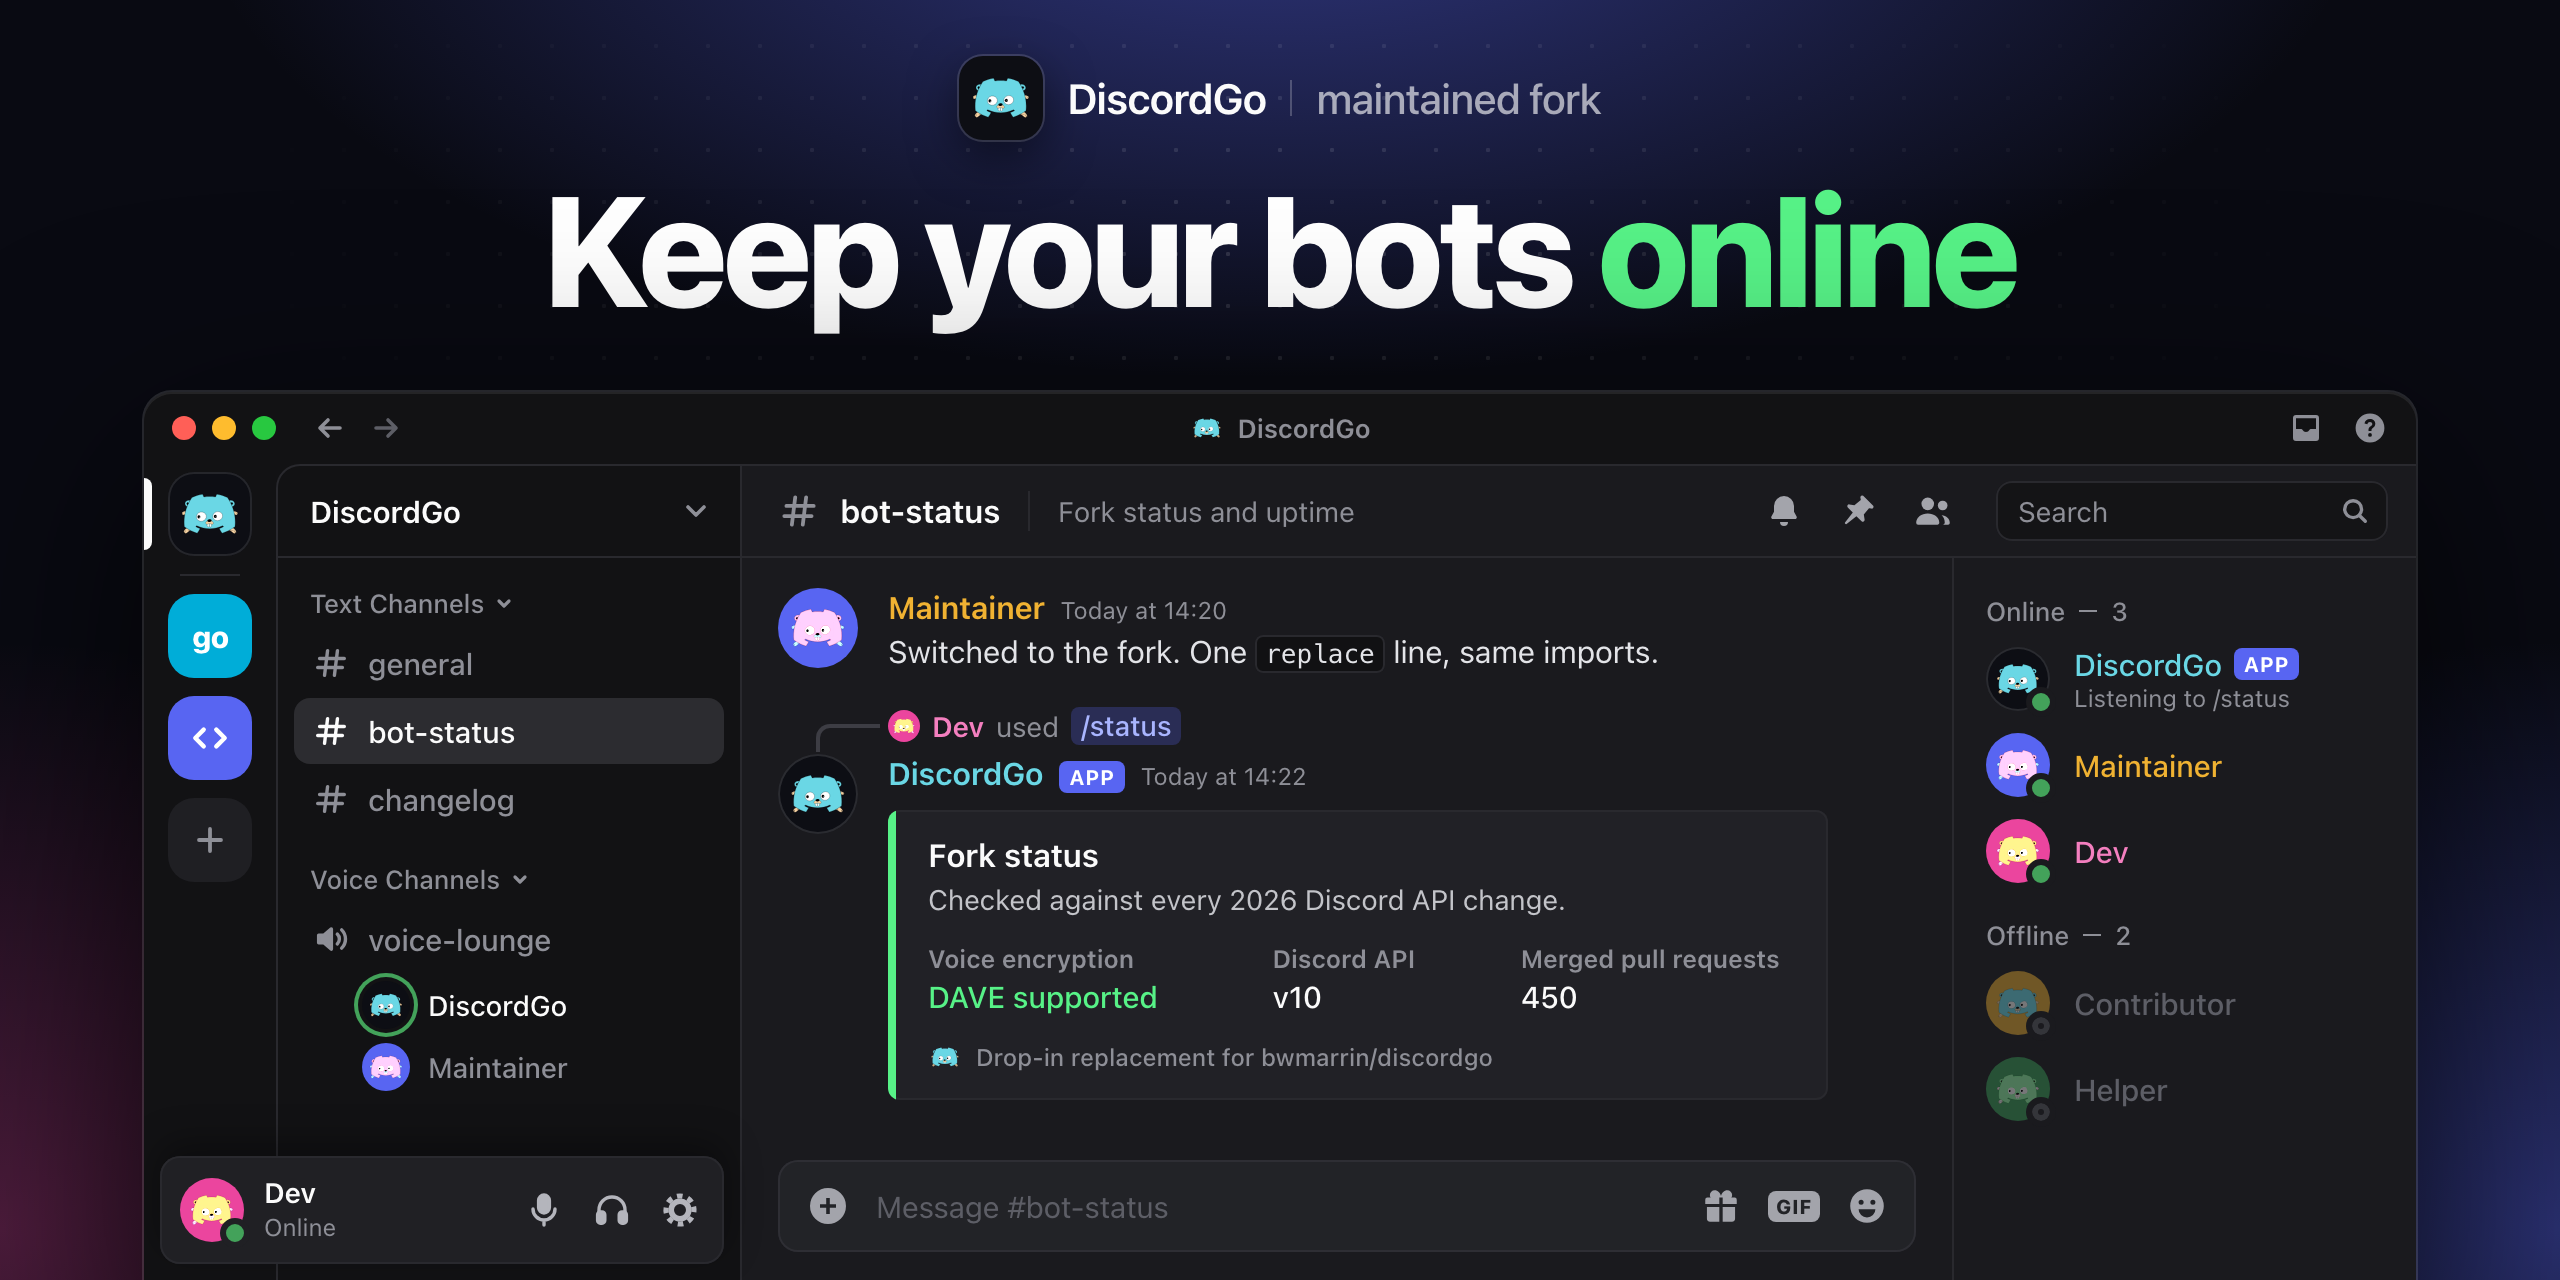 DiscordGo | maintained fork
Keep your bots online
DiscordGo
DiscordGo
go
Text Channels
# general
# bot-status
# changelog
Voice Channels
voice-lounge
DiscordGo
Maintainer
Dev
Online
# bot-status
Fork status and uptime
Search
Maintainer Today at 14:20
Switched to the fork. One replace line, same imports.
Dev used /status
DiscordGo APP Today at 14:22
Fork status
Checked against every 2026 Discord API change.
Voice encryption Discord API Merged pull requests
DAVE supported v10 450
Drop-in replacement for bwmarrin/discordgo
Message #bot-status
GIF
Online — 3
DiscordGo APP
Listening to /status
Maintainer
Dev
Offline — 2
Contributor
Helper